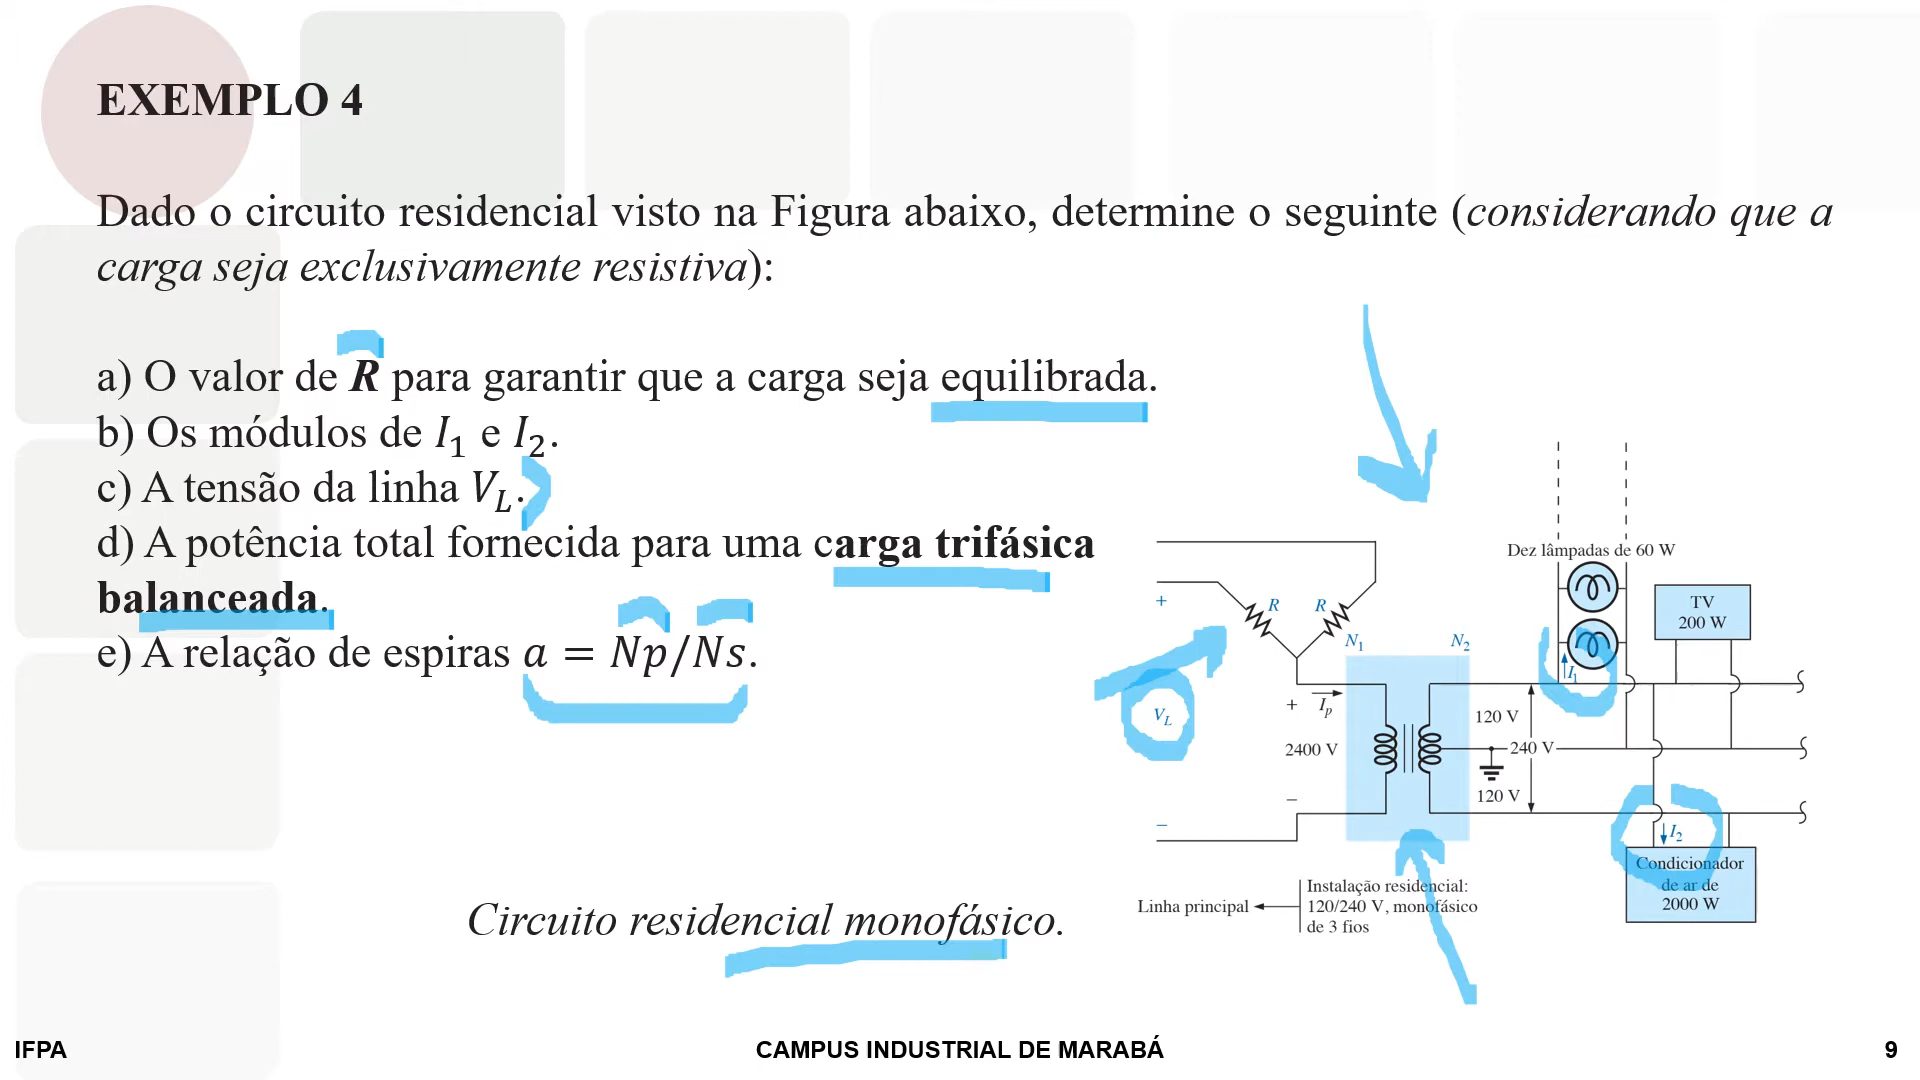 EXEMPLO 4
Dado o circuito residencial visto na Figura abaixo, determine o seguinte (considerando que a
carga seja exclusivamente resistiva):
a) O valor de R para garantir que a carga seja equilibrada.
b) Os módulos de I₁ e I₂.
c) A tensão da linha V_L.
d) A potência total fornecida para uma carga trifásica
balanceada.
e) A relação de espiras a = Np/Ns.
Circuito residencial monofásico.
Dez lâmpadas de 60 W
TV
200 W
+
R
R
N₁
N₂
I₁
+
I_p
V_L
120 V
2400 V
240 V
120 V
−
−
I₂
Condicionador
de ar de
2000 W
Linha principal
Instalação residencial:
120/240 V, monofásico
de 3 fios
IFPA
CAMPUS INDUSTRIAL DE MARABÁ
9